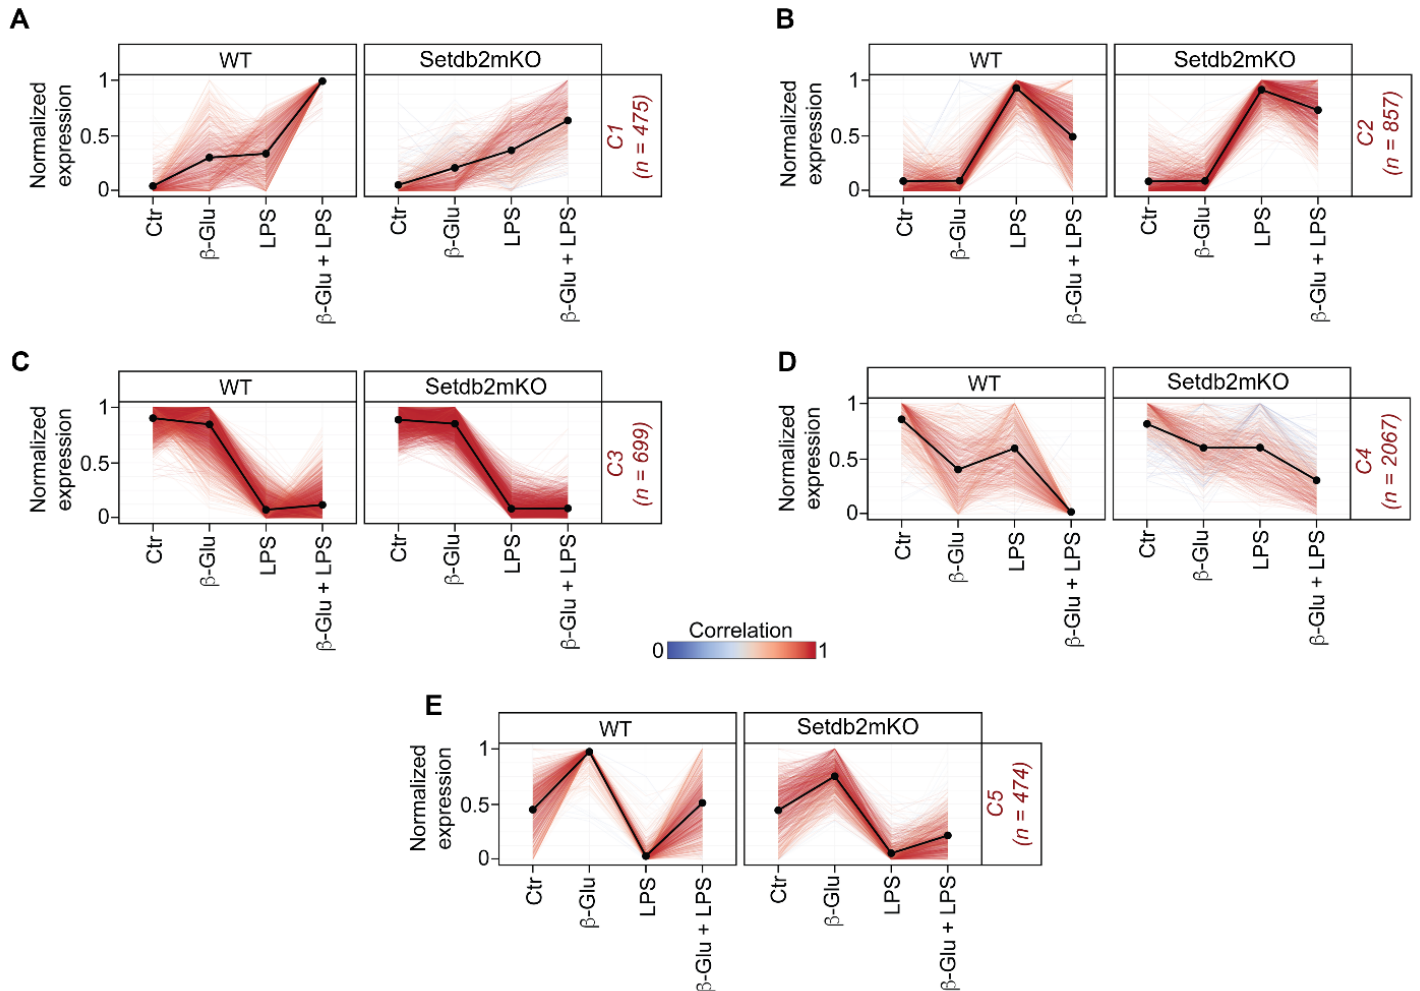 A
WT
Setdb2mKO
Normalized
expression
1
0.5
0
C1
(n = 475)
Ctr
β-Glu
LPS
β-Glu + LPS
Ctr
β-Glu
LPS
β-Glu + LPS
B
WT
Setdb2mKO
Normalized
expression
1
0.5
0
C2
(n = 857)
Ctr
β-Glu
LPS
β-Glu + LPS
Ctr
β-Glu
LPS
β-Glu + LPS
C
WT
Setdb2mKO
Normalized
expression
1
0.5
0
C3
(n = 699)
Ctr
β-Glu
LPS
β-Glu + LPS
Ctr
β-Glu
LPS
β-Glu + LPS
D
WT
Setdb2mKO
Normalized
expression
1
0.5
0
C4
(n = 2067)
Ctr
β-Glu
LPS
β-Glu + LPS
Ctr
β-Glu
LPS
β-Glu + LPS
Correlation
0 1
E
WT
Setdb2mKO
Normalized
expression
1
0.5
0
C5
(n = 474)
Ctr
β-Glu
LPS
β-Glu + LPS
Ctr
β-Glu
LPS
β-Glu + LPS